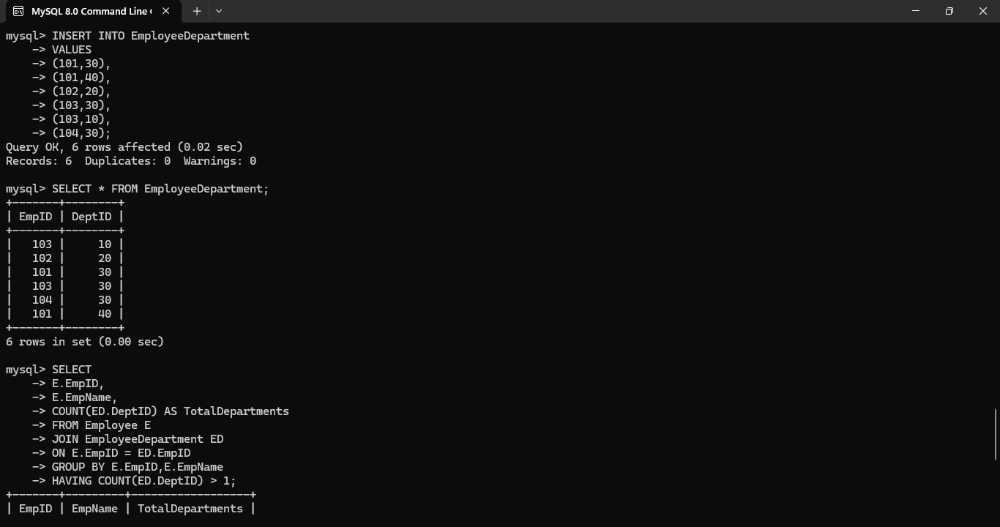 MySQL 8.0 Command Line
mysql> INSERT INTO EmployeeDepartment
    -> VALUES
    -> (101,30),
    -> (101,40),
    -> (102,20),
    -> (103,30),
    -> (103,10),
    -> (104,30);
Query OK, 6 rows affected (0.02 sec)
Records: 6  Duplicates: 0  Warnings: 0
mysql> SELECT * FROM EmployeeDepartment;
+-------+--------+
| EmpID | DeptID |
+-------+--------+
|   103 |     10 |
|   102 |     20 |
|   101 |     30 |
|   103 |     30 |
|   104 |     30 |
|   101 |     40 |
+-------+--------+
6 rows in set (0.00 sec)
mysql> SELECT
    -> E.EmpID,
    -> E.EmpName,
    -> COUNT(ED.DeptID) AS TotalDepartments
    -> FROM Employee E
    -> JOIN EmployeeDepartment ED
    -> ON E.EmpID = ED.EmpID
    -> GROUP BY E.EmpID,E.EmpName
    -> HAVING COUNT(ED.DeptID) > 1;
+-------+---------+------------------+
| EmpID | EmpName | TotalDepartments |